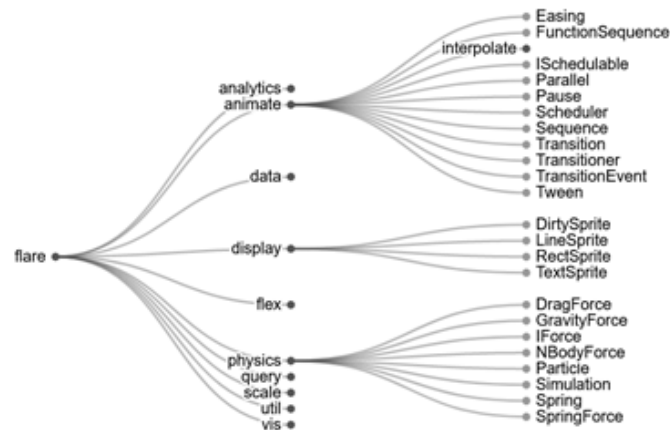 Easing
FunctionSequence
interpolate
ISchedulable
Parallel
Pause
Scheduler
Sequence
Transition
Transitioner
TransitionEvent
Tween
analytics
animate
data
DirtySprite
LineSprite
RectSprite
TextSprite
display
flare
flex
DragForce
GravityForce
IForce
NBodyForce
Particle
Simulation
Spring
SpringForce
physics
query
scale
util
vis